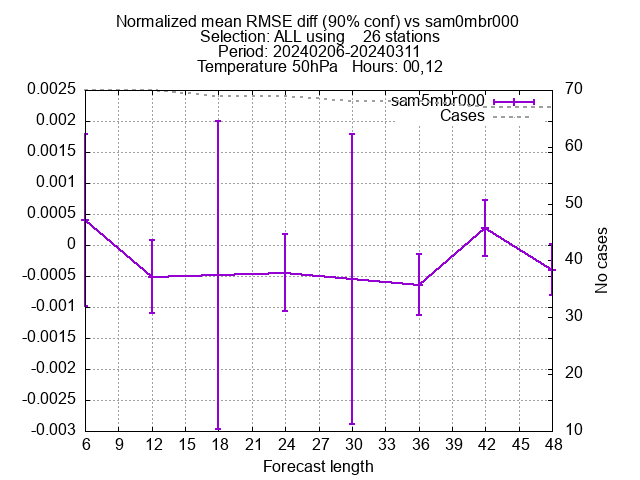 Normalized mean RMSE diff (90% conf) vs sam0mbr000
Selection: ALL using    26 stations
Period: 20240206-20240311
Temperature 50hPa   Hours: 00,12
0.0025
0.002
0.0015
0.001
0.0005
0
-0.0005
-0.001
-0.0015
-0.002
-0.0025
-0.003
sam5mbr000
Cases
70
60
50
40
30
20
10
No cases
6 9 12 15 18 21 24 27 30 33 36 39 42 45 48
Forecast length